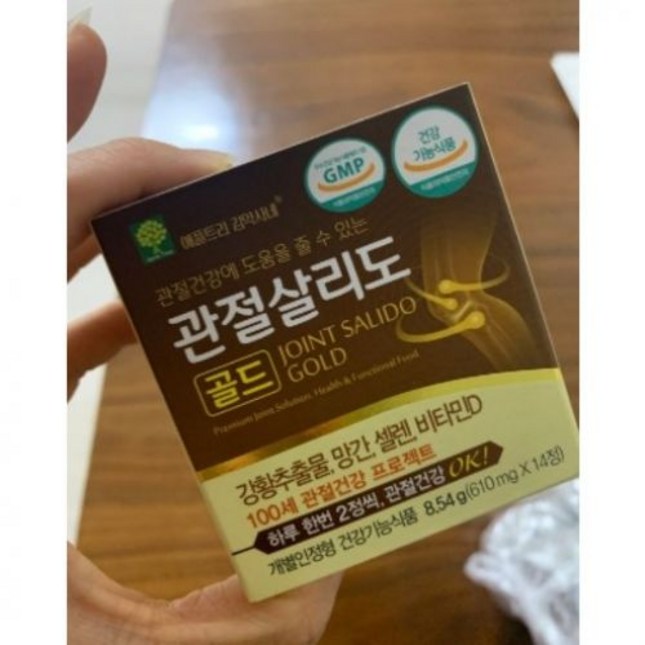 GMP
건강
기능식품
애플트리 김약사네®
관절건강에 도움을 줄 수 있는
관절살리도
골드 JOINT SALIDO
GOLD
Premium Joint Solution, Health & Functional Food
강황추출물, 망간, 셀렌, 비타민D
100세 관절건강 프로젝트
하루 한번 2정씩, 관절건강 OK!
개별인정형 건강기능식품 8.54 g(610 mg X 14정)